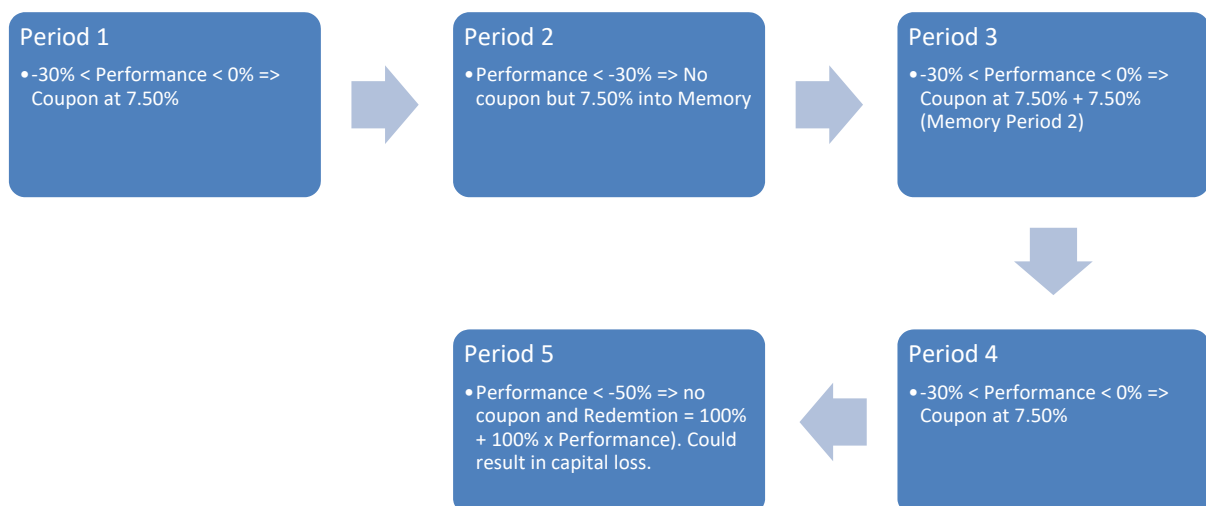 Period 1
•-30% < Performance < 0% =>
Coupon at 7.50%
Period 2
•Performance < -30% => No
coupon but 7.50% into Memory
Period 3
•-30% < Performance < 0% =>
Coupon at 7.50% + 7.50%
(Memory Period 2)
Period 4
•-30% < Performance < 0% =>
Coupon at 7.50%
Period 5
•Performance < -50% => no
coupon and Redemtion = 100%
+ 100% x Performance). Could
result in capital loss.